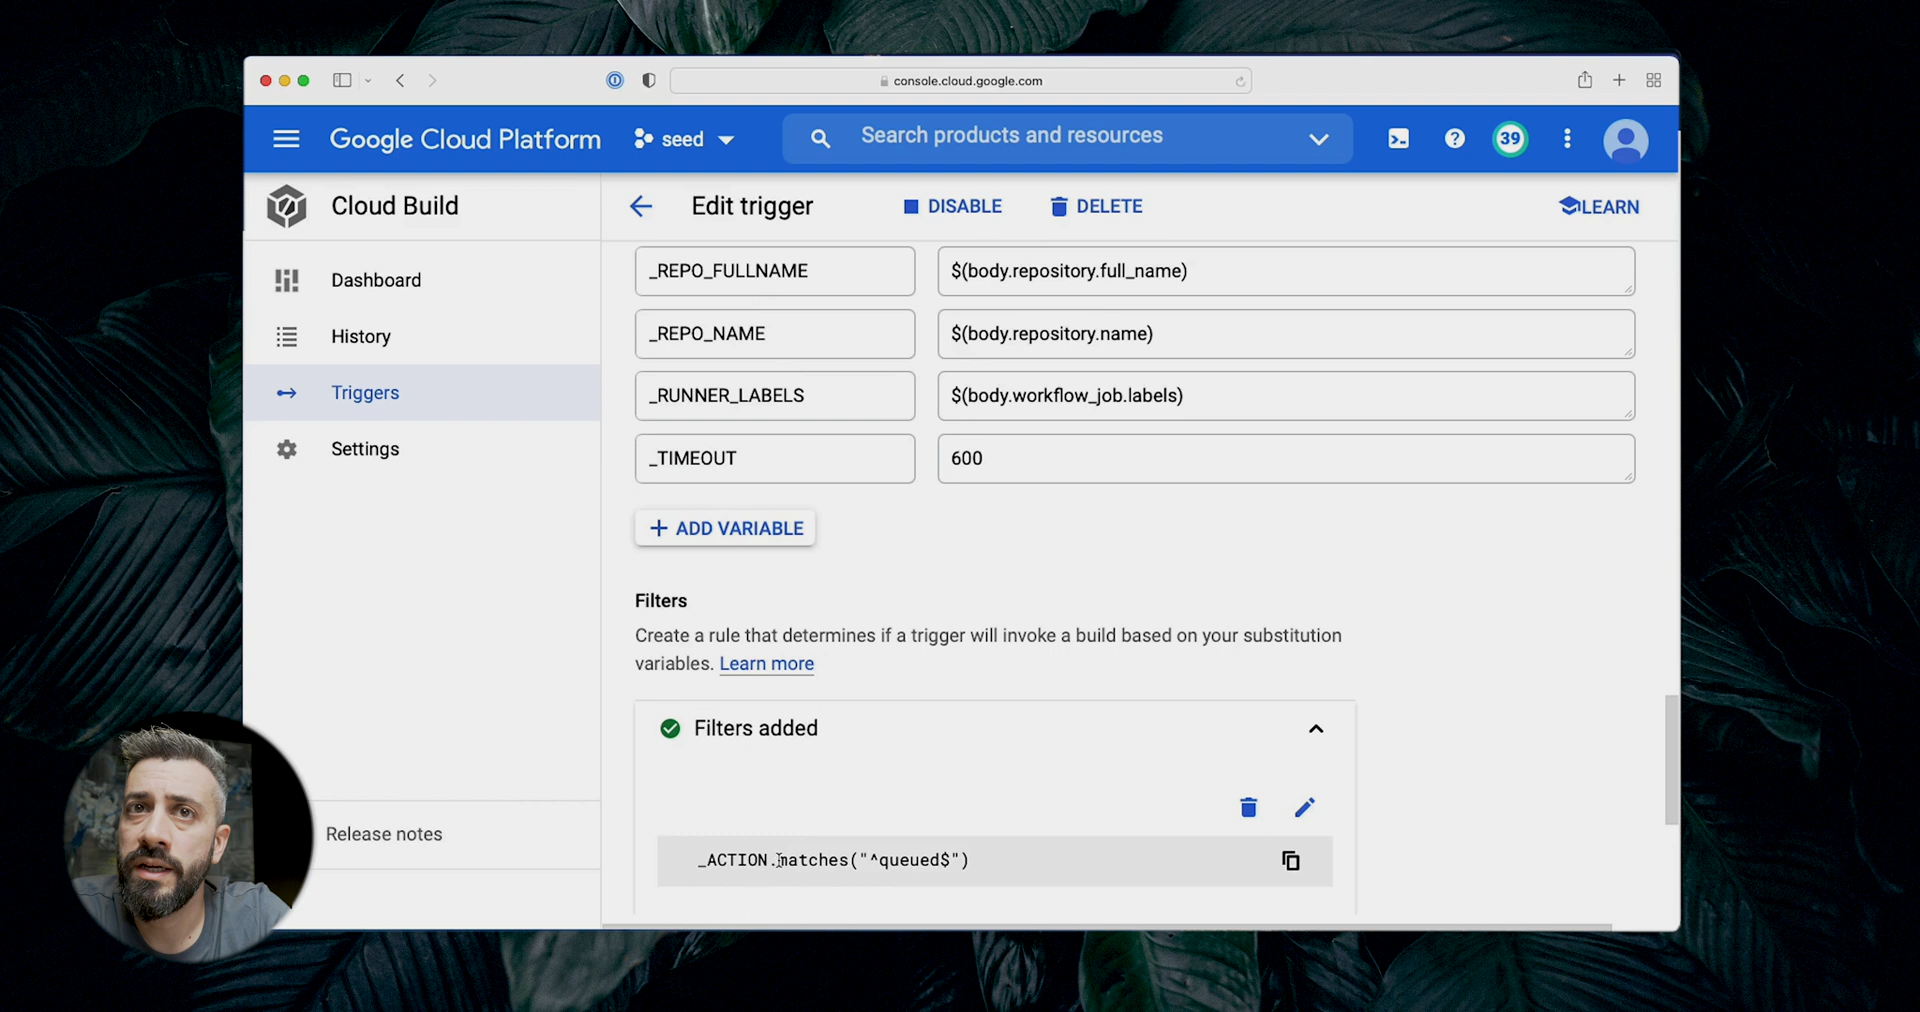 console.cloud.google.com
Google Cloud Platform
seed
Search products and resources
39
Cloud Build
Edit trigger
DISABLE
DELETE
LEARN
Dashboard
History
Triggers
Settings
Release notes
_REPO_FULLNAME
$(body.repository.full_name)
_REPO_NAME
$(body.repository.name)
_RUNNER_LABELS
$(body.workflow_job.labels)
_TIMEOUT
600
+ ADD VARIABLE
Filters
Create a rule that determines if a trigger will invoke a build based on your substitution
variables. Learn more
Filters added
_ACTION.matches("^queued$")